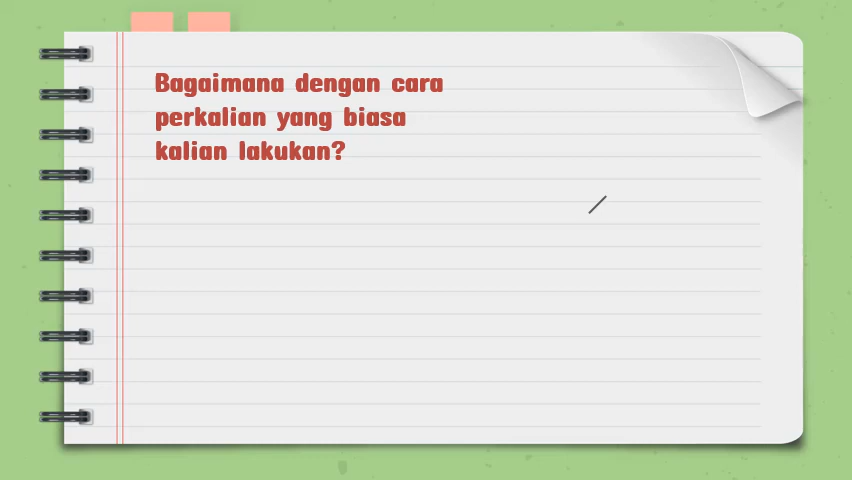 Bagaimana dengan cara
perkalian yang biasa
kalian lakukan?